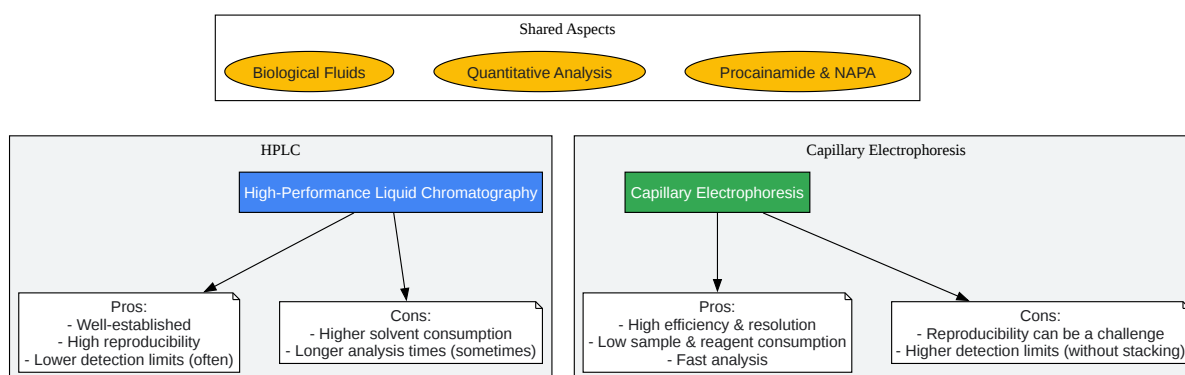 Shared Aspects
Biological Fluids
Quantitative Analysis
Procainamide & NAPA
HPLC
High-Performance Liquid Chromatography
Pros:
- Well-established
- High reproducibility
- Lower detection limits (often)
Cons:
- Higher solvent consumption
- Longer analysis times (sometimes)
Capillary Electrophoresis
Capillary Electrophoresis
Pros:
- High efficiency & resolution
- Low sample & reagent consumption
- Fast analysis
Cons:
- Reproducibility can be a challenge
- Higher detection limits (without stacking)